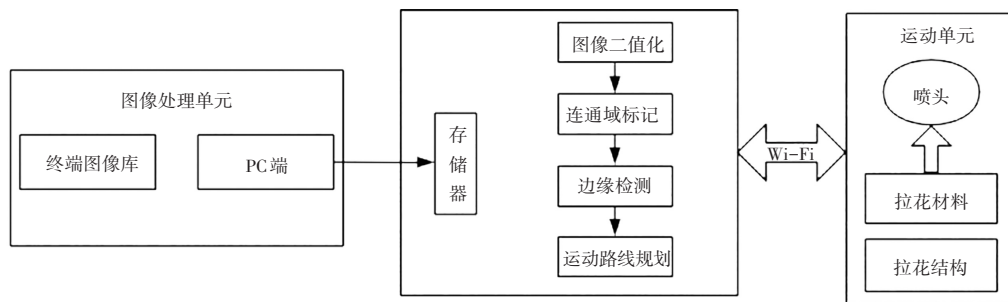 图像处理单元
终端图像库
PC端
存
储
器
图像二值化
连通域标记
边缘检测
运动路线规划
Wi-Fi
运动单元
喷头
拉花材料
拉花结构